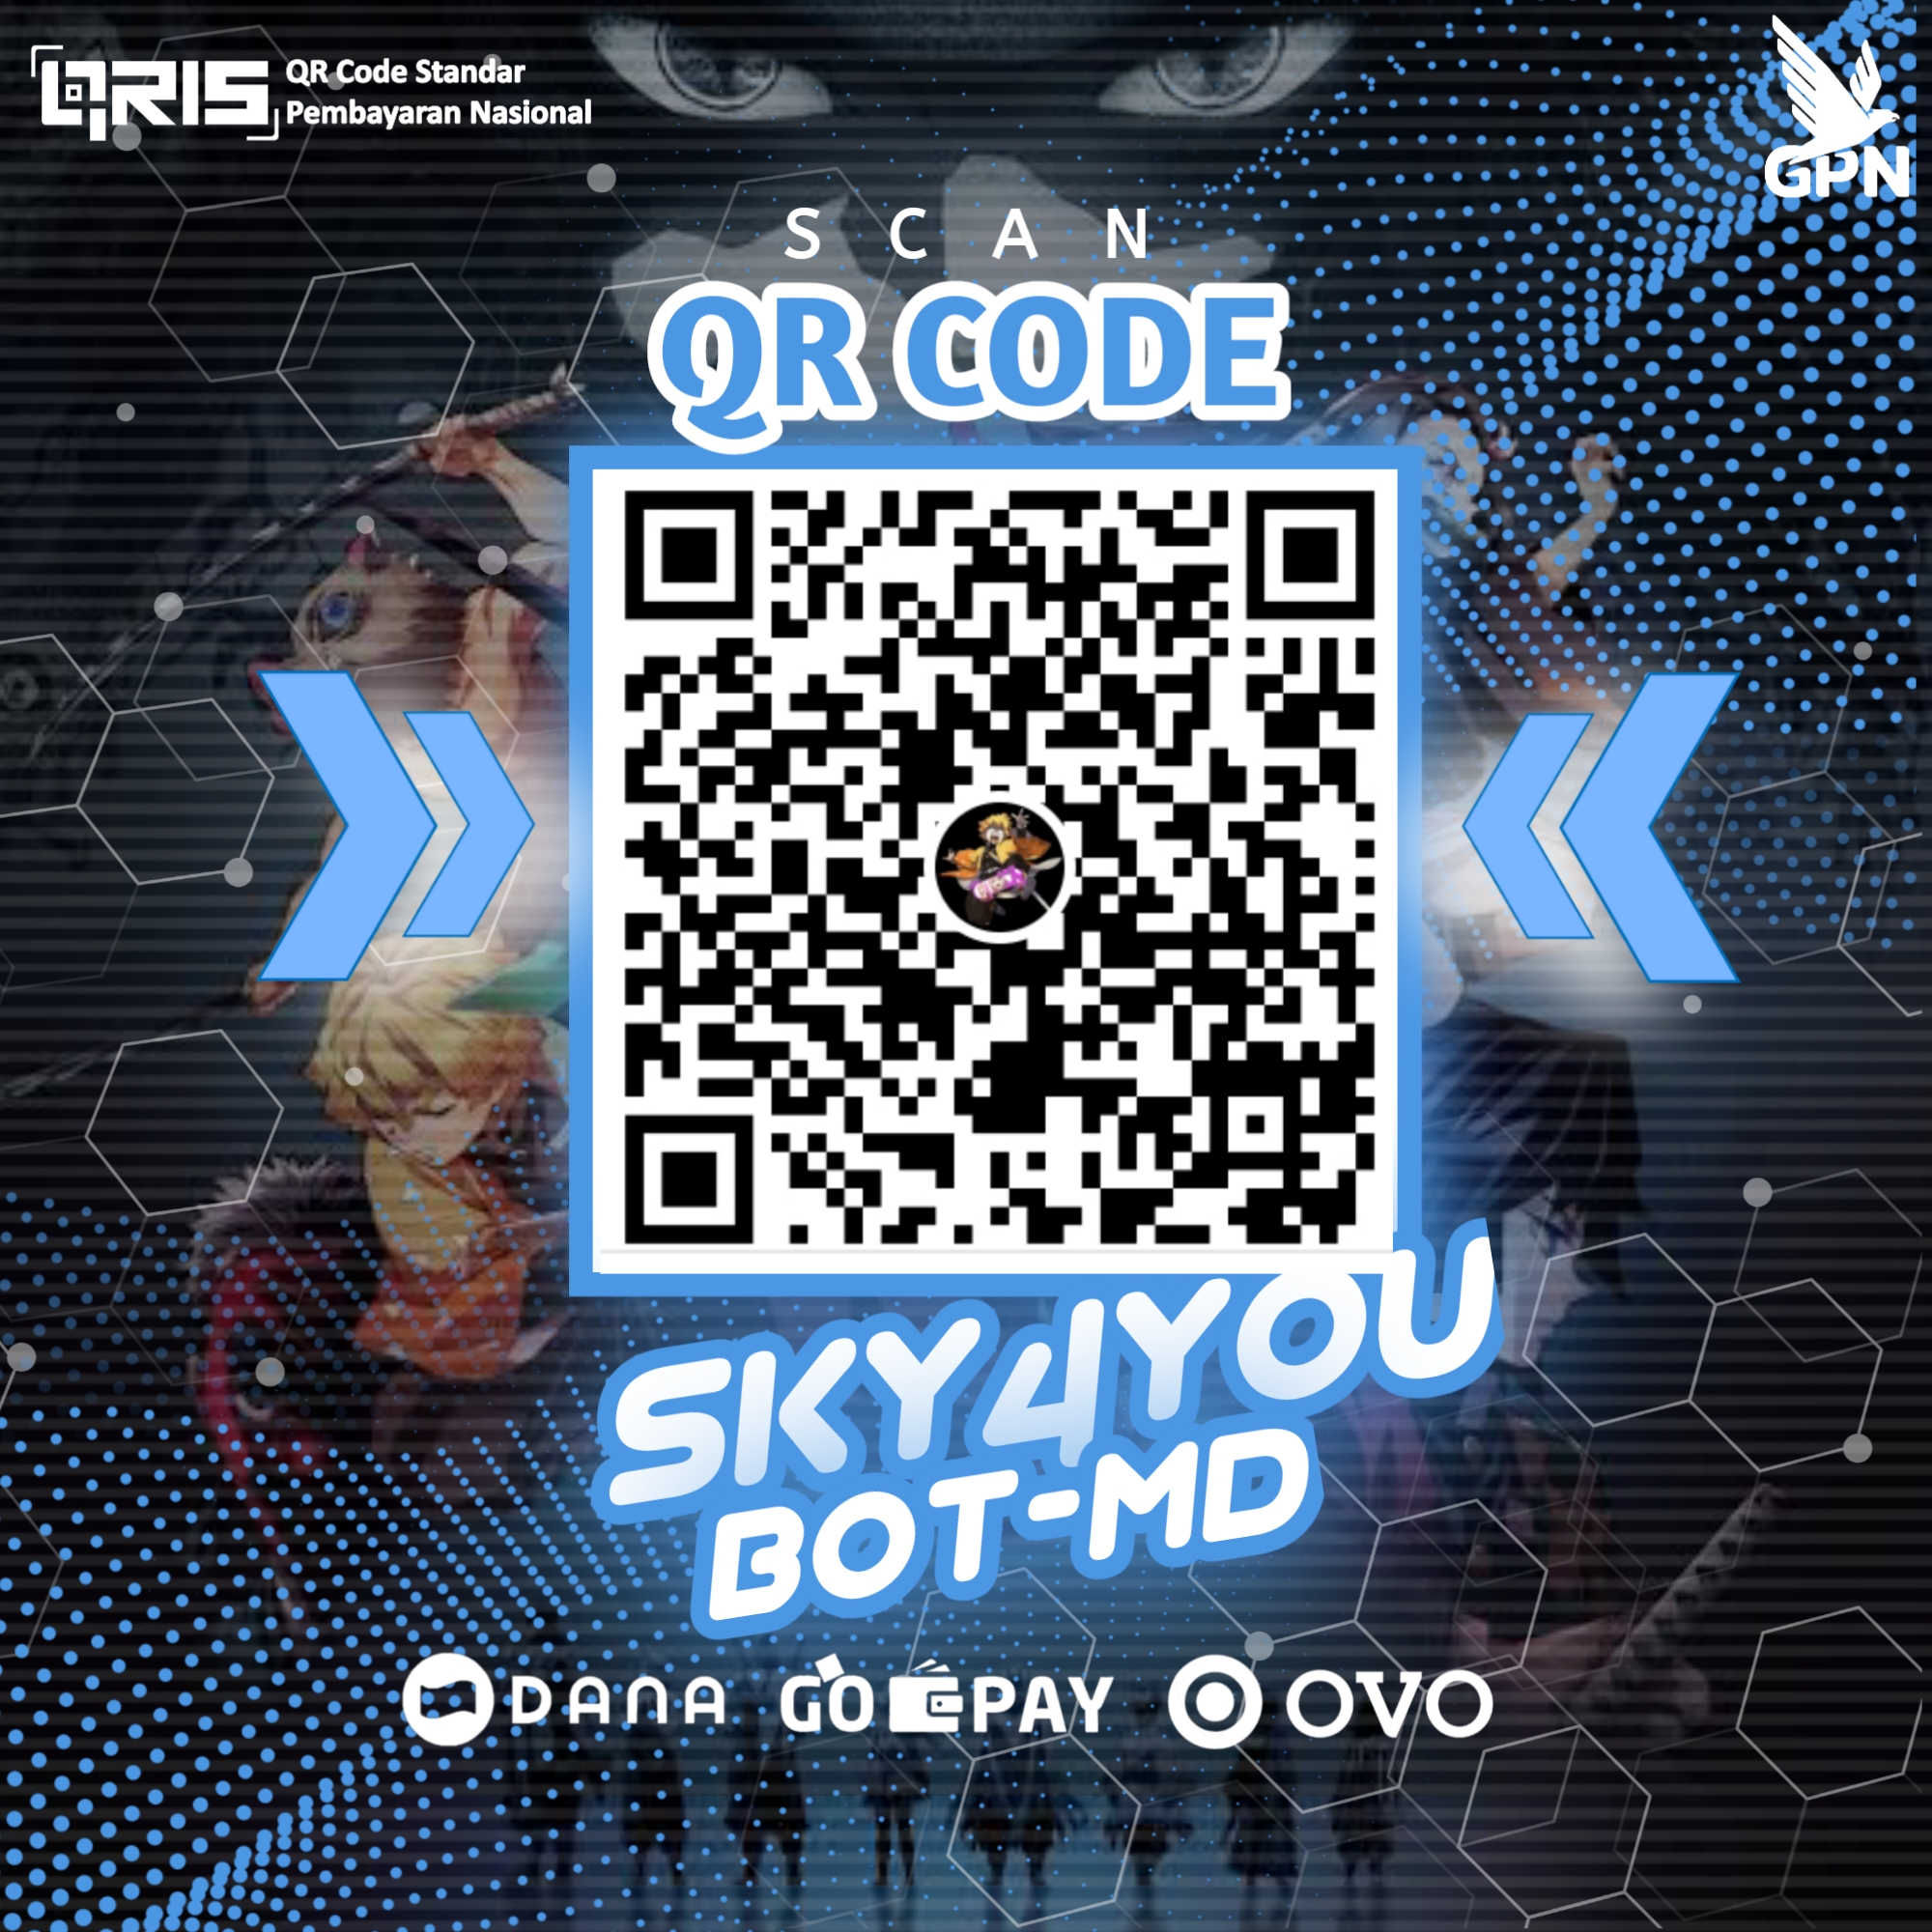 QRIS QR Code Standar
Pembayaran Nasional
GPN
SCAN
QR CODE
SKY4YOU
BOT-MD
DANA GOPAY OVO